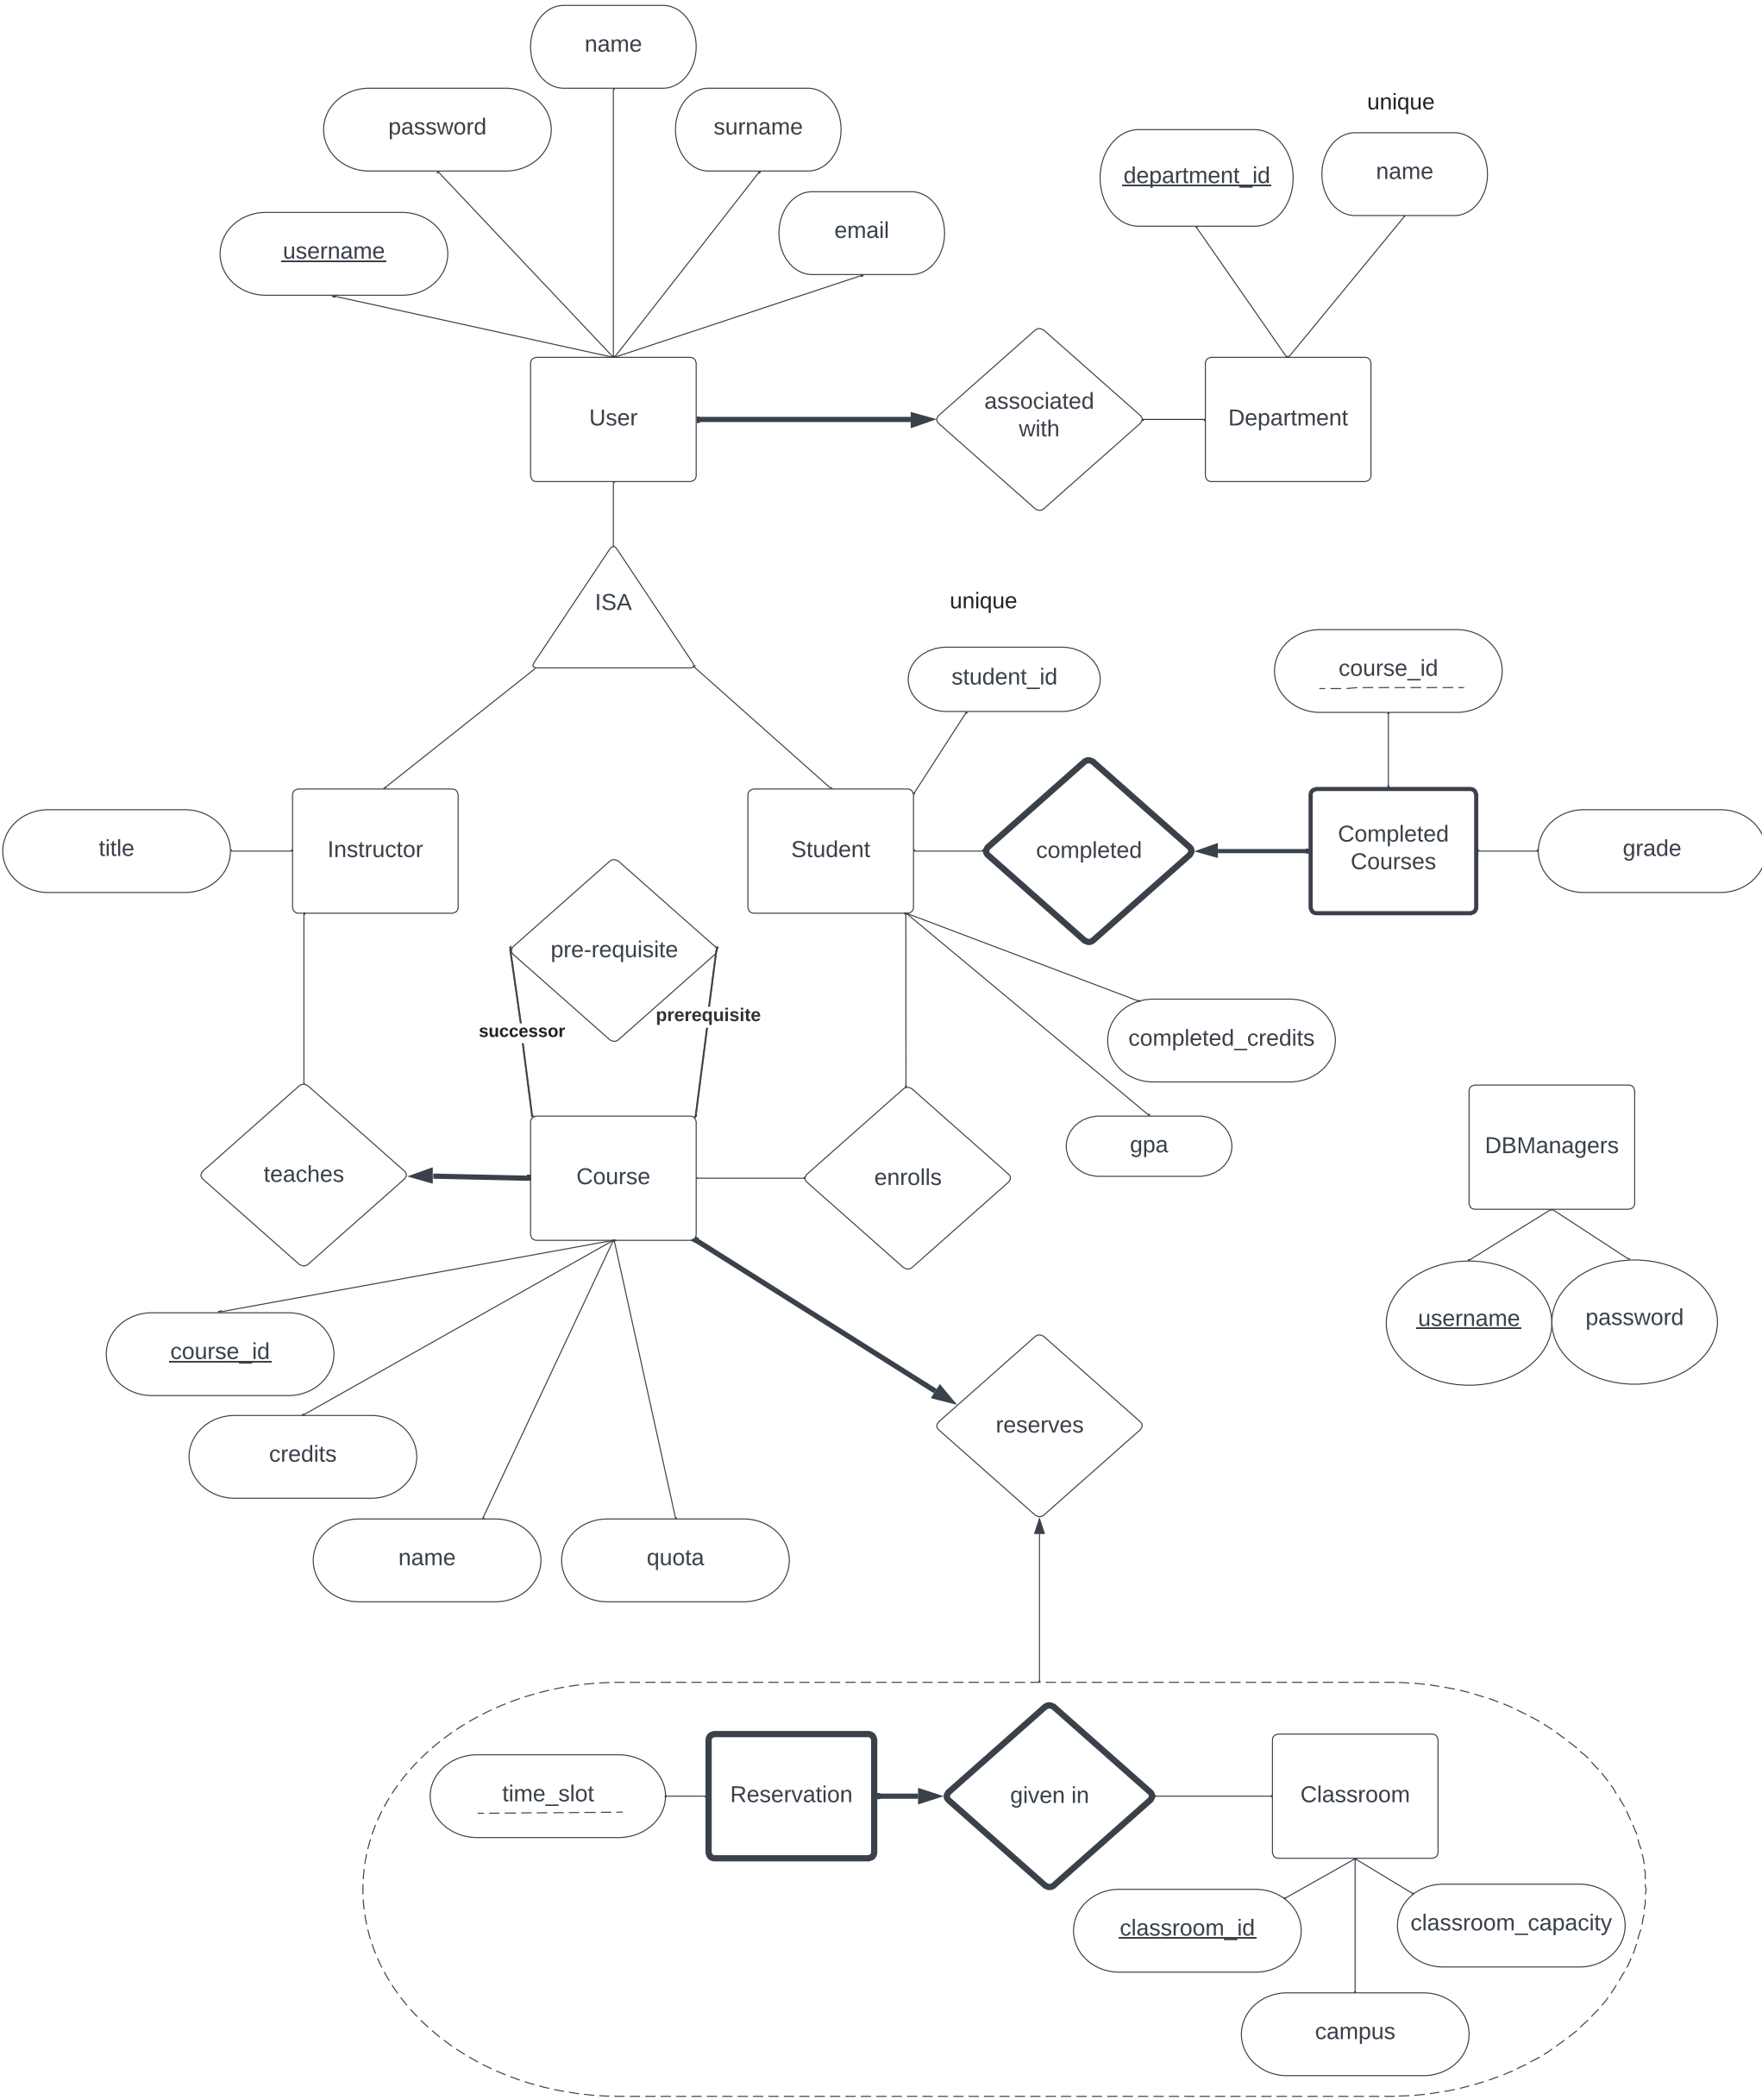 name
unique
password
surname
department_id
name
email
username
associated
with
User
Department
ISA
unique
student_id
course_id
title
Instructor
Student
completed
Completed
Courses
grade
pre-requisite
prerequisite
successor
completed_credits
gpa
DBManagers
teaches
Course
enrolls
username
password
course_id
reserves
credits
name
quota
time_slot
Reservation
given in
Classroom
classroom_id
classroom_capacity
campus